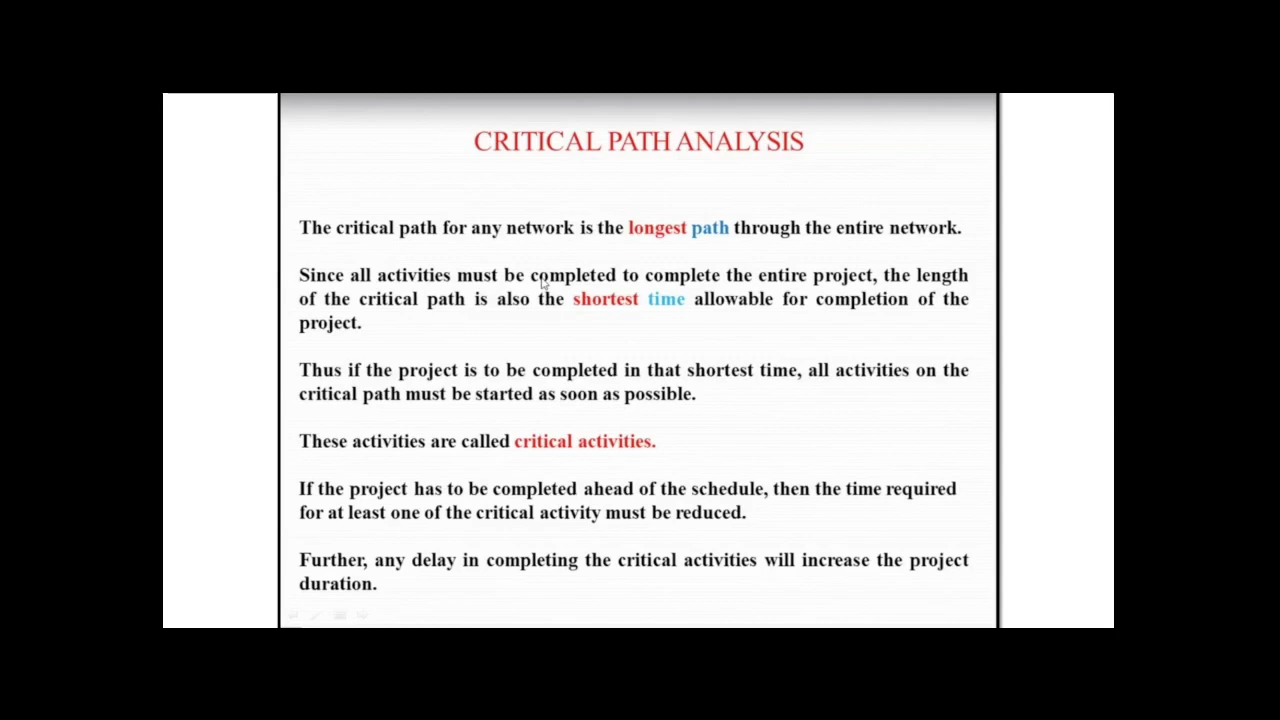 CRITICAL PATH ANALYSIS
The critical path for any network is the longest path through the entire network.
Since all activities must be completed to complete the entire project, the length
of the critical path is also the shortest time allowable for completion of the
project.
Thus if the project is to be completed in that shortest time, all activities on the
critical path must be started as soon as possible.
These activities are called critical activities.
If the project has to be completed ahead of the schedule, then the time required
for at least one of the critical activity must be reduced.
Further, any delay in completing the critical activities will increase the project
duration.